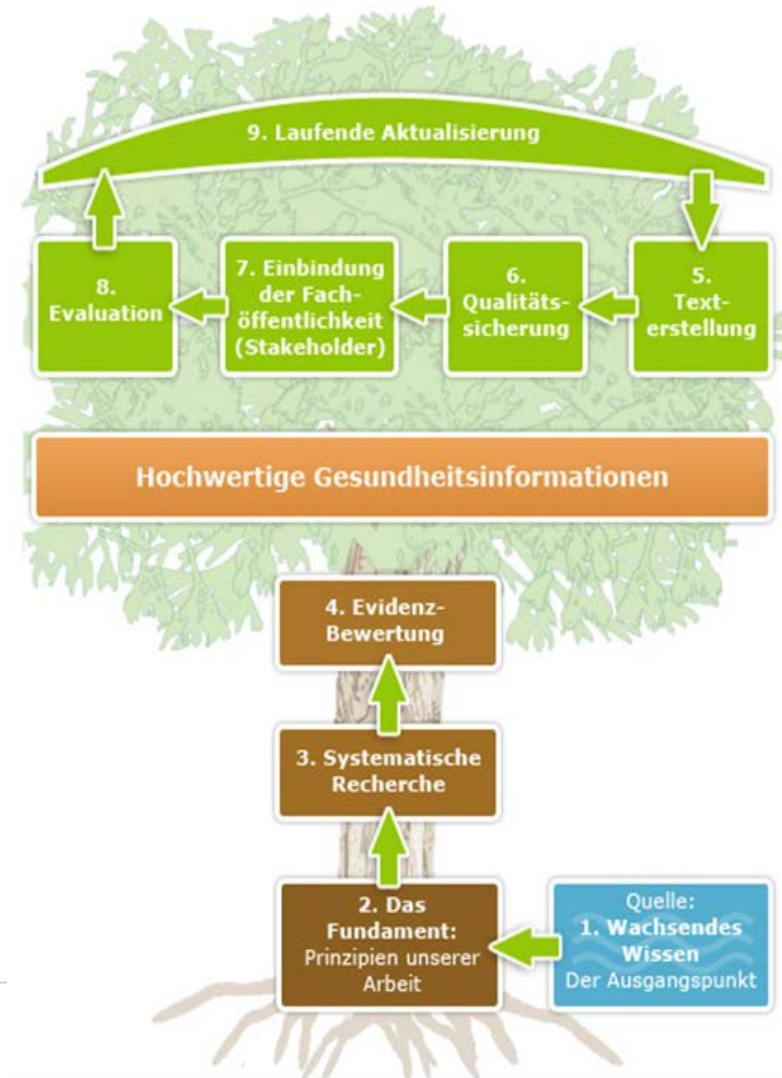 9. Laufende Aktualisierung
8.
Evaluation
7. Einbindung
der Fach-
öffentlichkeit
(Stakeholder)
6.
Qualitäts-
sicherung
5.
Text-
erstellung
Hochwertige Gesundheitsinformationen
4. Evidenz-
Bewertung
3. Systematische
Recherche
2. Das
Fundament:
Prinzipien unserer
Arbeit
Quelle:
1. Wachsendes
Wissen
Der Ausgangspunkt